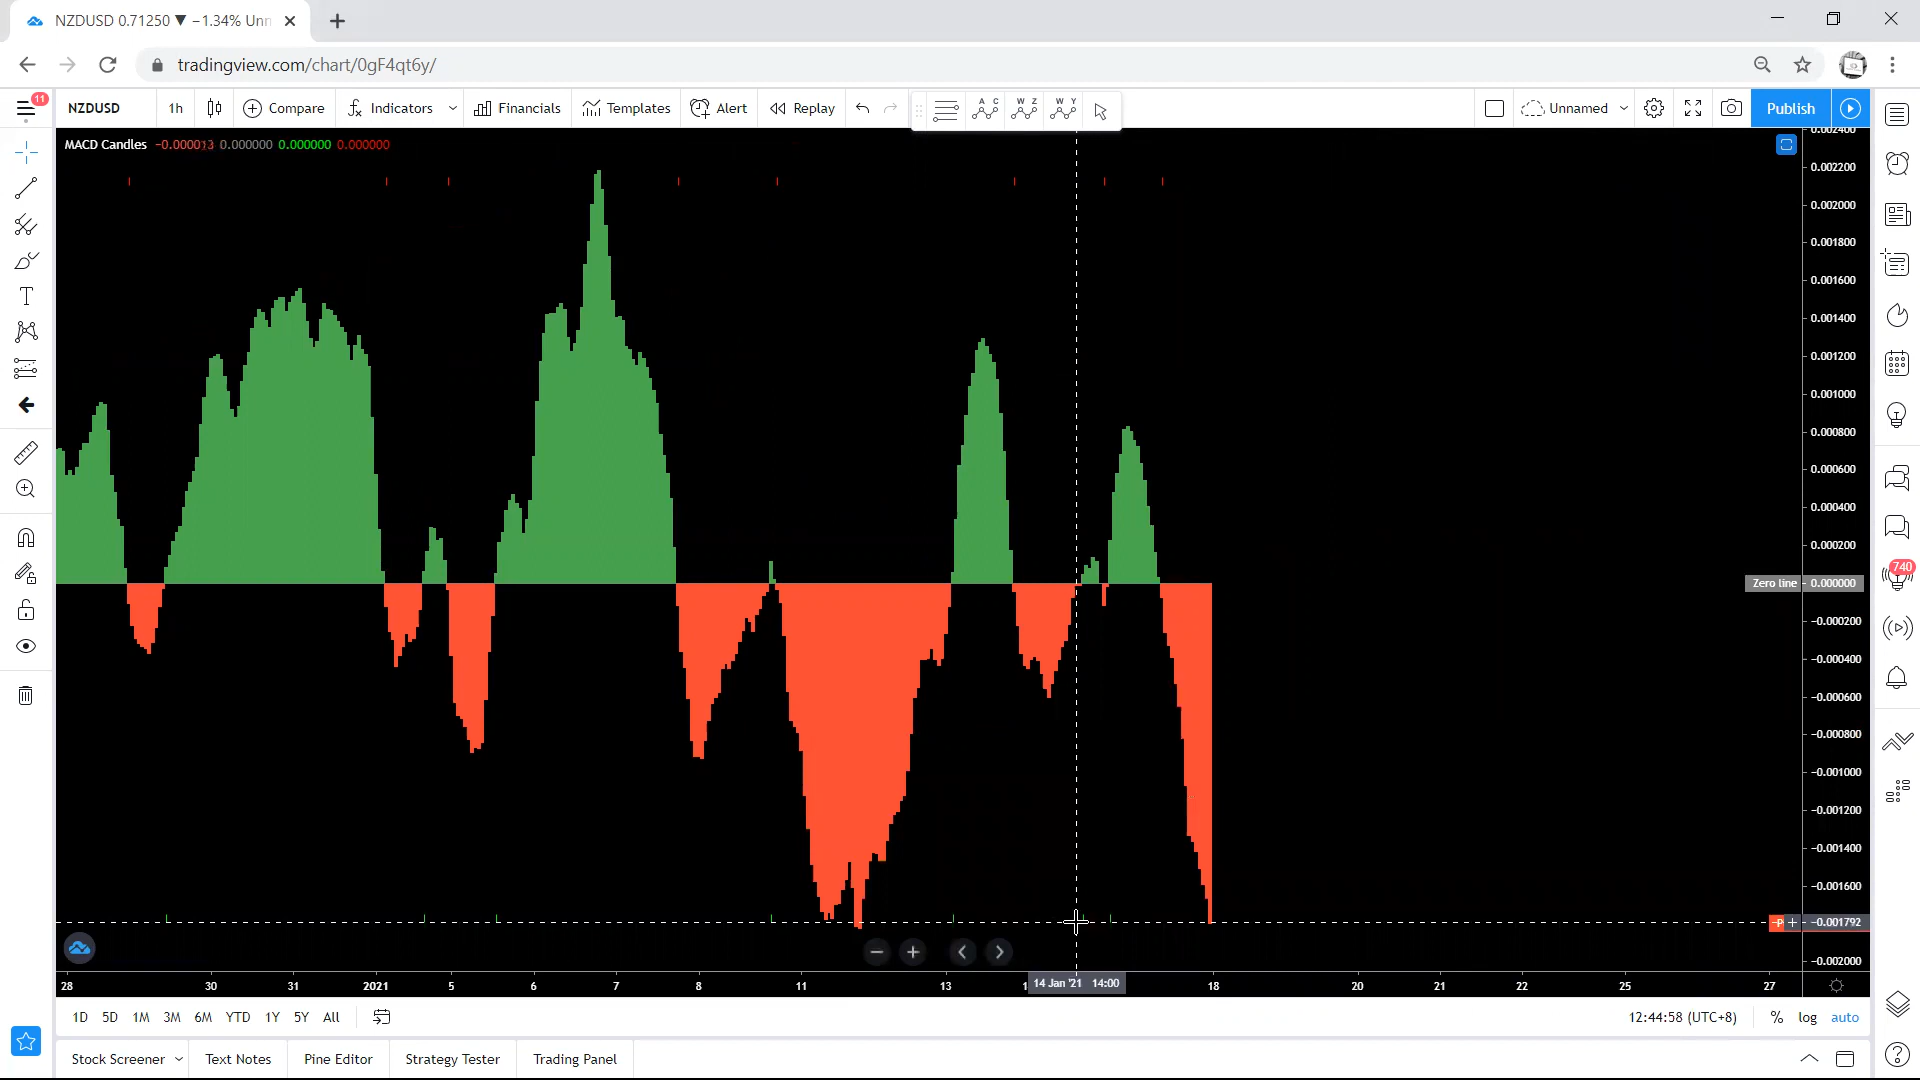 NZDUSD 0.71250 ▼ −1.34% Unn
tradingview.com/chart/0gF4qt6y/
11
NZDUSD 1h Compare Indicators Financials Templates Alert Replay Unnamed Publish
A C W Z W Y
MACD Candles −0.000013 0.000000 0.000000 0.000000
0.002400
0.002200
0.002000
0.001800
0.001600
0.001400
0.001200
0.001000
0.000800
0.000600
0.000400
0.000200
Zero line 0.000000
−0.000200
−0.000400
−0.000600
−0.000800
−0.001000
−0.001200
−0.001400
−0.001600
−0.001792
−0.002000
740
28 30 31 2021 5 6 7 8 11 13 14 Jan '21 14:00 18 20 21 22 25 27
1D 5D 1M 3M 6M YTD 1Y 5Y All 12:44:58 (UTC+8) % log auto
Stock Screener Text Notes Pine Editor Strategy Tester Trading Panel